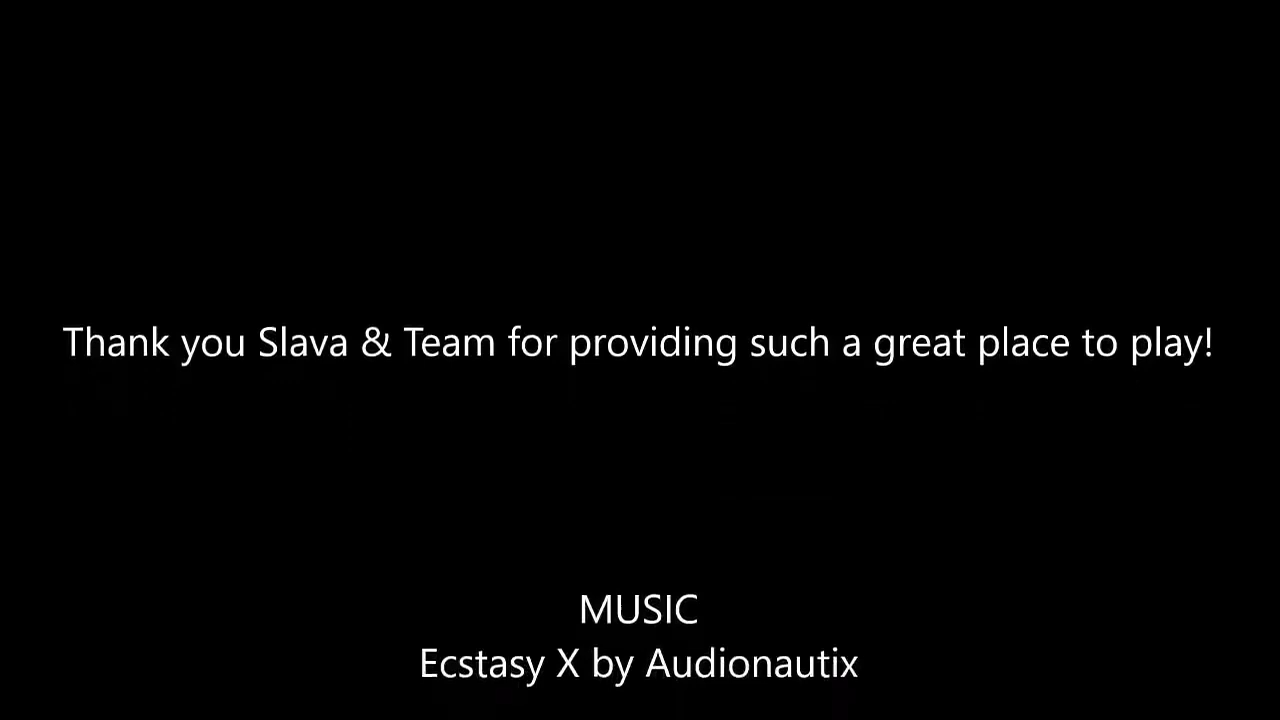 Thank you Slava & Team for providing such a great place to play!
MUSIC
Ecstasy X by Audionautix